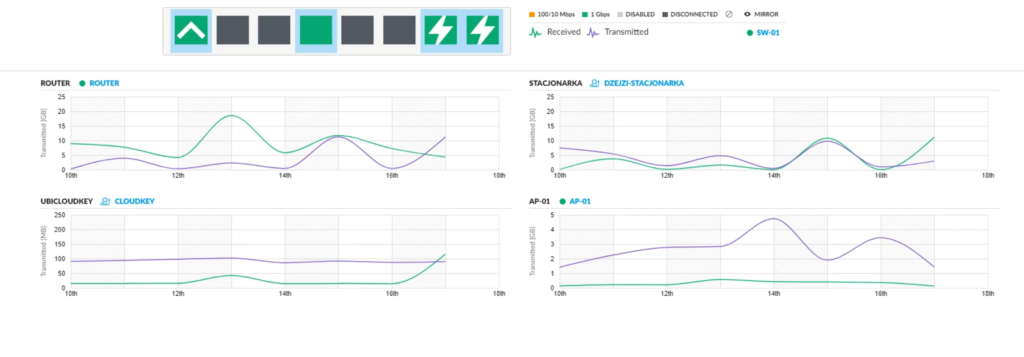 100/10 Mbps 1 Gbps DISABLED DISCONNECTED MIRROR
Received Transmitted SW-01
ROUTER ROUTER
Transmitted [GB]
25
20
15
10
5
0
10th 12th 14th 16th 18th
STACJONARKA DZEJZI-STACJONARKA
Transmitted [GB]
25
20
15
10
5
0
10th 12th 14th 16th 18th
UBICLOUDKEY CLOUDKEY
Transmitted [MB]
250
200
150
100
50
0
10th 12th 14th 16th 18th
AP-01 AP-01
Transmitted [GB]
5
4
3
2
1
0
10th 12th 14th 16th 18th